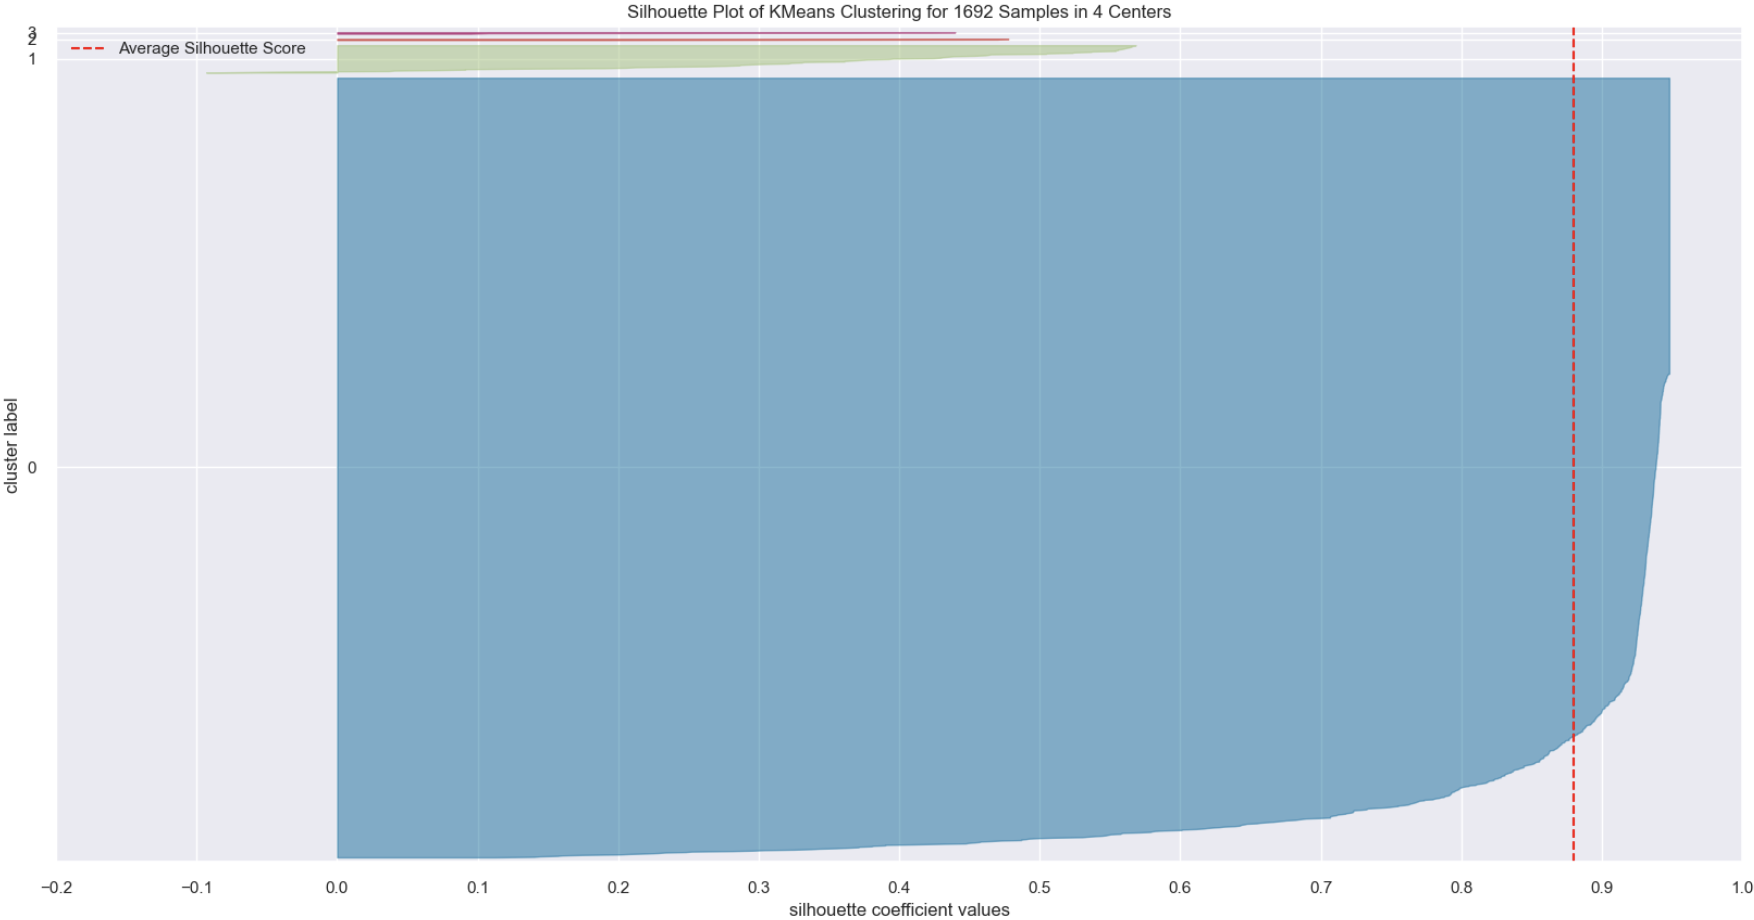 Silhouette Plot of KMeans Clustering for 1692 Samples in 4 Centers
3
2
Average Silhouette Score
1
cluster label
0
−0.2 −0.1 0.0 0.1 0.2 0.3 0.4 0.5 0.6 0.7 0.8 0.9 1.0
silhouette coefficient values